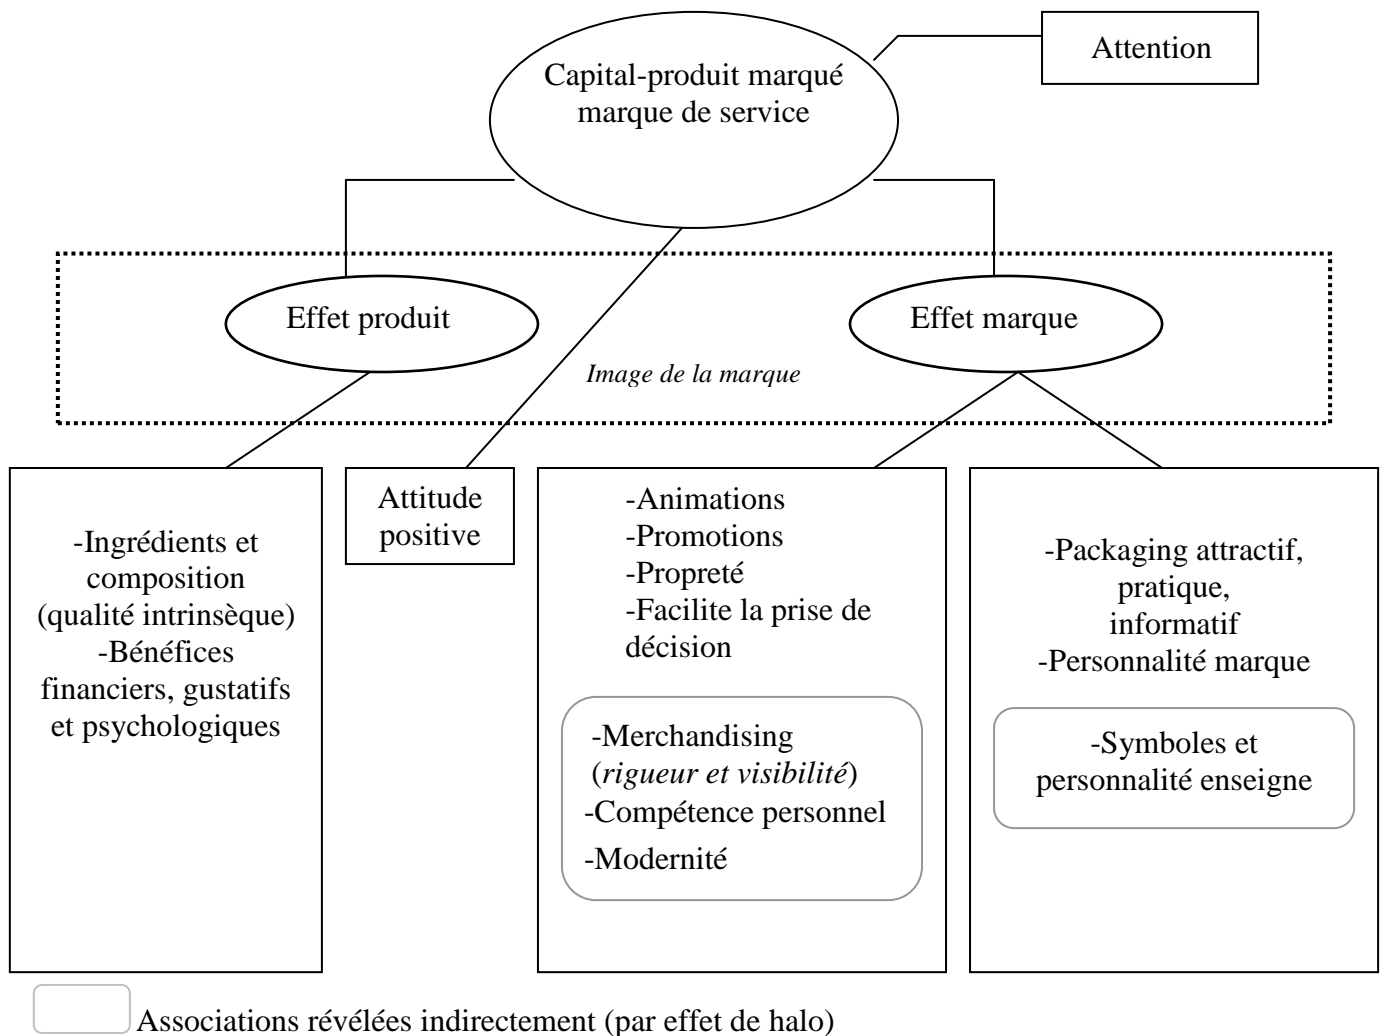 Capital-produit marqué
marque de service
Attention
Effet produit
Effet marque
Image de la marque
-Ingrédients et
composition
(qualité intrinsèque)
-Bénéfices
financiers, gustatifs
et psychologiques
Attitude
positive
-Animations
-Promotions
-Propreté
-Facilite la prise de
décision
-Merchandising
(rigueur et visibilité)
-Compétence personnel
-Modernité
-Packaging attractif,
pratique,
informatif
-Personnalité marque
-Symboles et
personnalité enseigne
Associations révélées indirectement (par effet de halo)